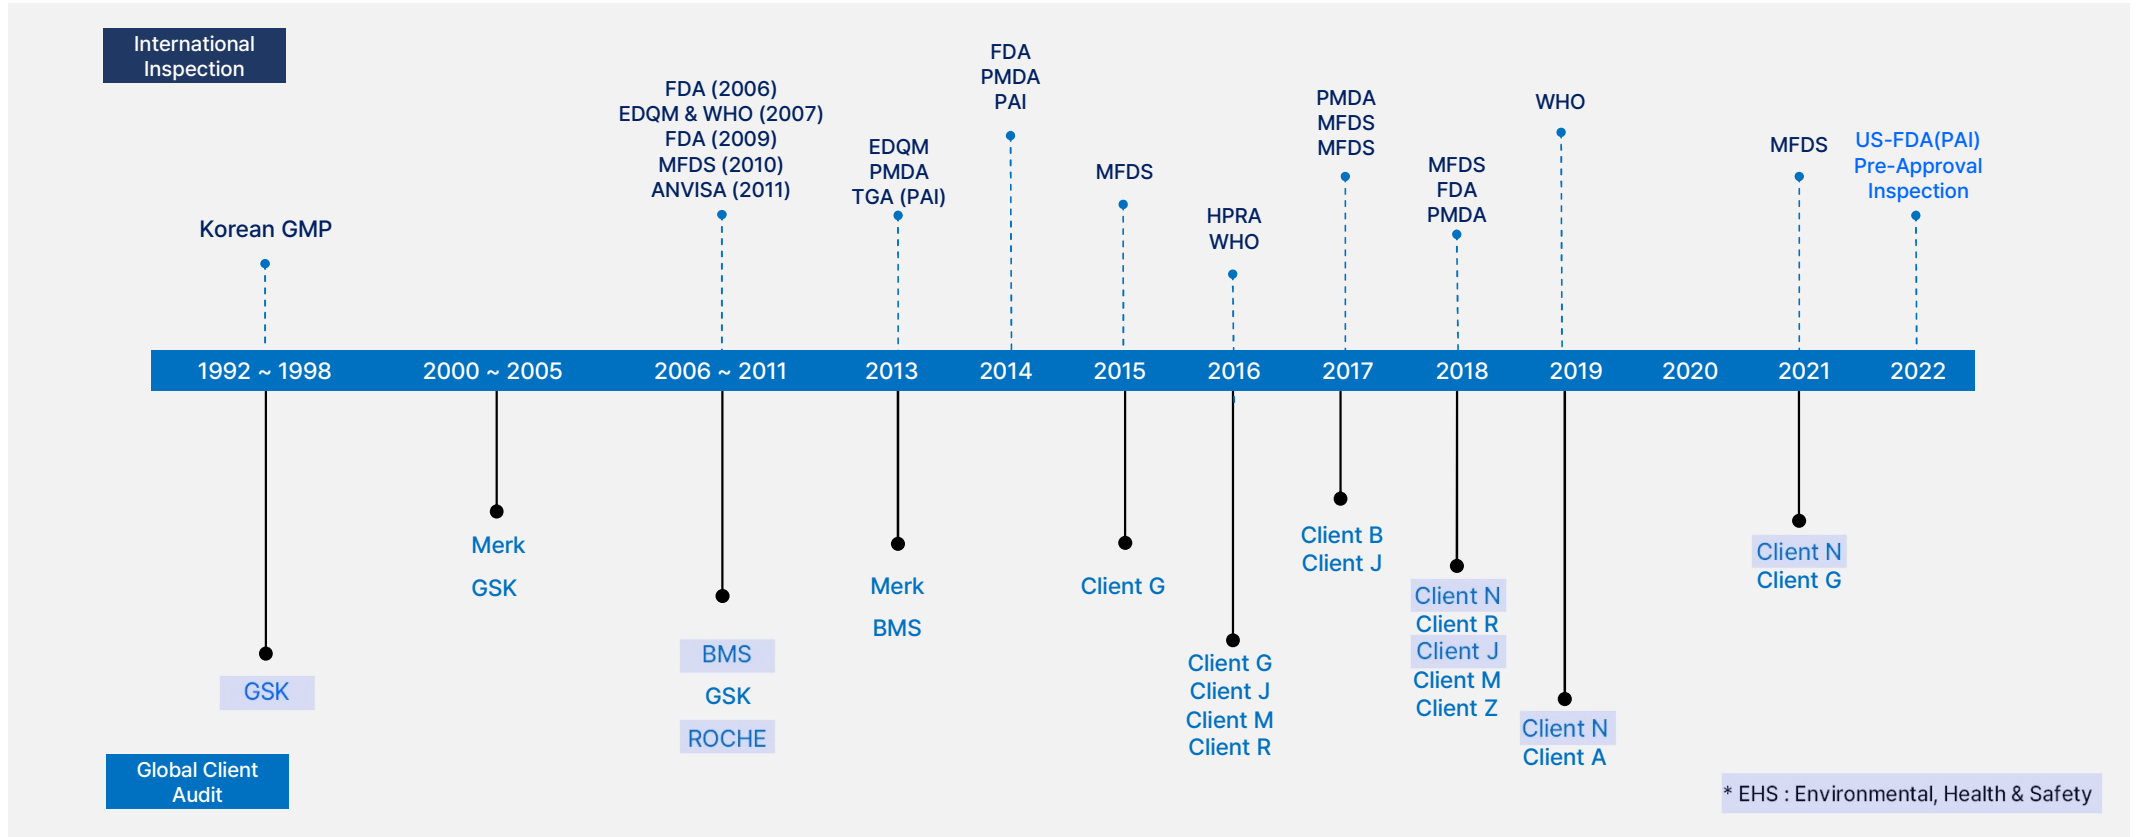 International
Inspection
Korean GMP
FDA (2006)
EDQM & WHO (2007)
FDA (2009)
MFDS (2010)
ANVISA (2011)
EDQM
PMDA
TGA (PAI)
FDA
PMDA
PAI
MFDS
HPRA
WHO
PMDA
MFDS
MFDS
MFDS
FDA
PMDA
WHO
MFDS
US-FDA(PAI)
Pre-Approval
Inspection
1992 ~ 1998
2000 ~ 2005
2006 ~ 2011
2013
2014
2015
2016
2017
2018
2019
2020
2021
2022
GSK
Merk
GSK
BMS
GSK
ROCHE
Merk
BMS
Client G
Client G
Client J
Client M
Client R
Client B
Client J
Client N
Client R
Client J
Client M
Client Z
Client N
Client A
Client N
Client G
Global Client
Audit
* EHS : Environmental, Health & Safety